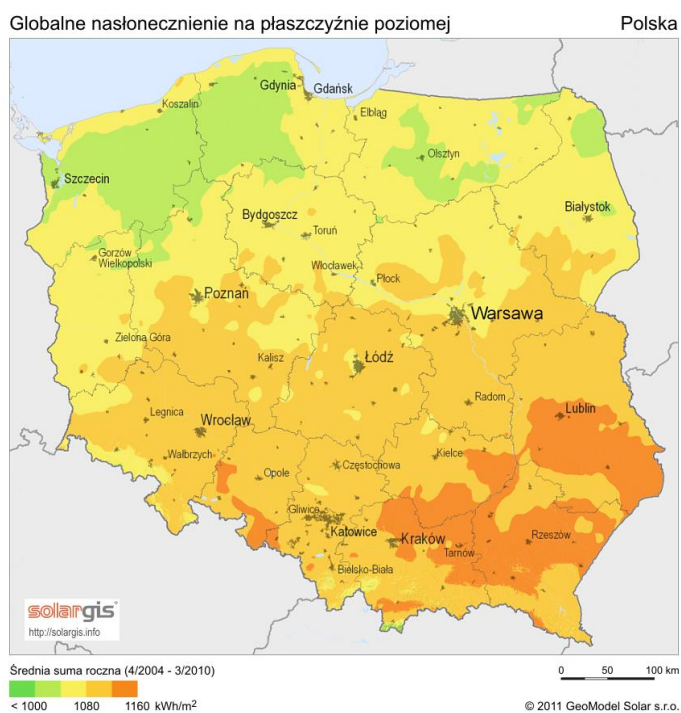 Globalne nasłonecznienie na płaszczyźnie poziomej Polska
Gdynia
Gdańsk
Koszalin
Elbląg
Olsztyn
Szczecin
Białystok
Bydgoszcz
Toruń
Gorzów
Wielkopolski
Włocławek
Płock
Poznań
Warsawa
Zielona Góra
Kalisz
Łódź
Radom
Lublin
Legnica
Wrocław
Wałbrzych
Opole
Częstochowa
Kielce
Gliwice
Katowice
Kraków
Tarnów
Rzeszów
Bielsko-Biała
solargis®
http://solargis.info
Średnia suma roczna (4/2004 - 3/2010)
0 50 100 km
< 1000 1080 1160 kWh/m²
© 2011 GeoModel Solar s.r.o.